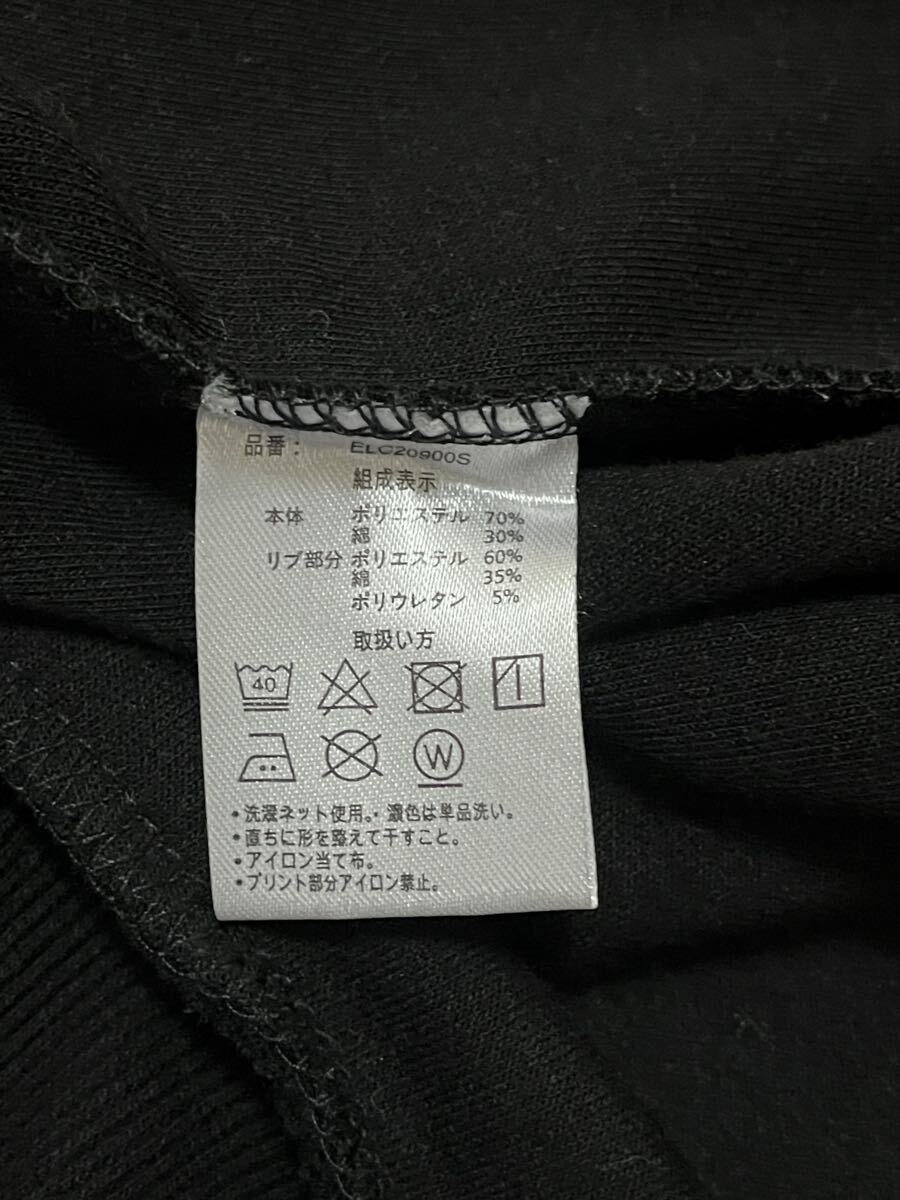 品番： ELC20900S
組成表示
本体 ポリエステル 70%
綿 30%
リブ部分 ポリエステル 60%
綿 35%
ポリウレタン 5%
取扱い方
40
W
・洗濯ネット使用。・濃色は単品洗い。
・直ちに形を整えて干すこと。
・アイロン当て布。
・プリント部分アイロン禁止。